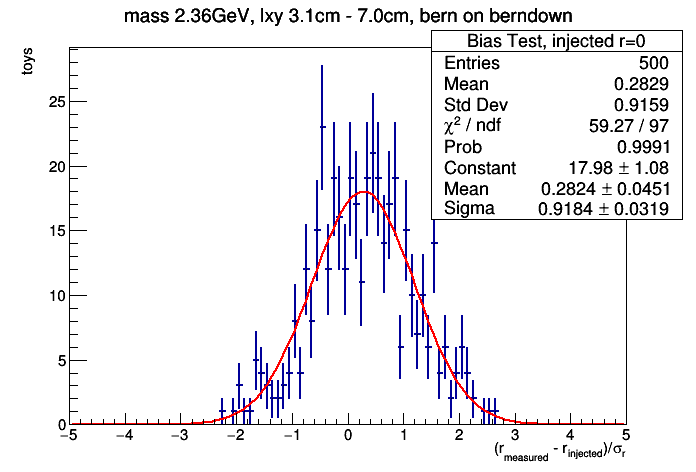 mass 2.36GeV, lxy 3.1cm - 7.0cm, bern on berndown
toys
Bias Test, injected r=0
Entries 500
Mean 0.2829
Std Dev 0.9159
χ² / ndf 59.27 / 97
Prob 0.9991
Constant 17.98 ± 1.08
Mean 0.2824 ± 0.0451
Sigma 0.9184 ± 0.0319
25
20
15
10
5
0
−5 −4 −3 −2 −1 0 1 2 3 4 5
(r_measured - r_injected)/σ_r